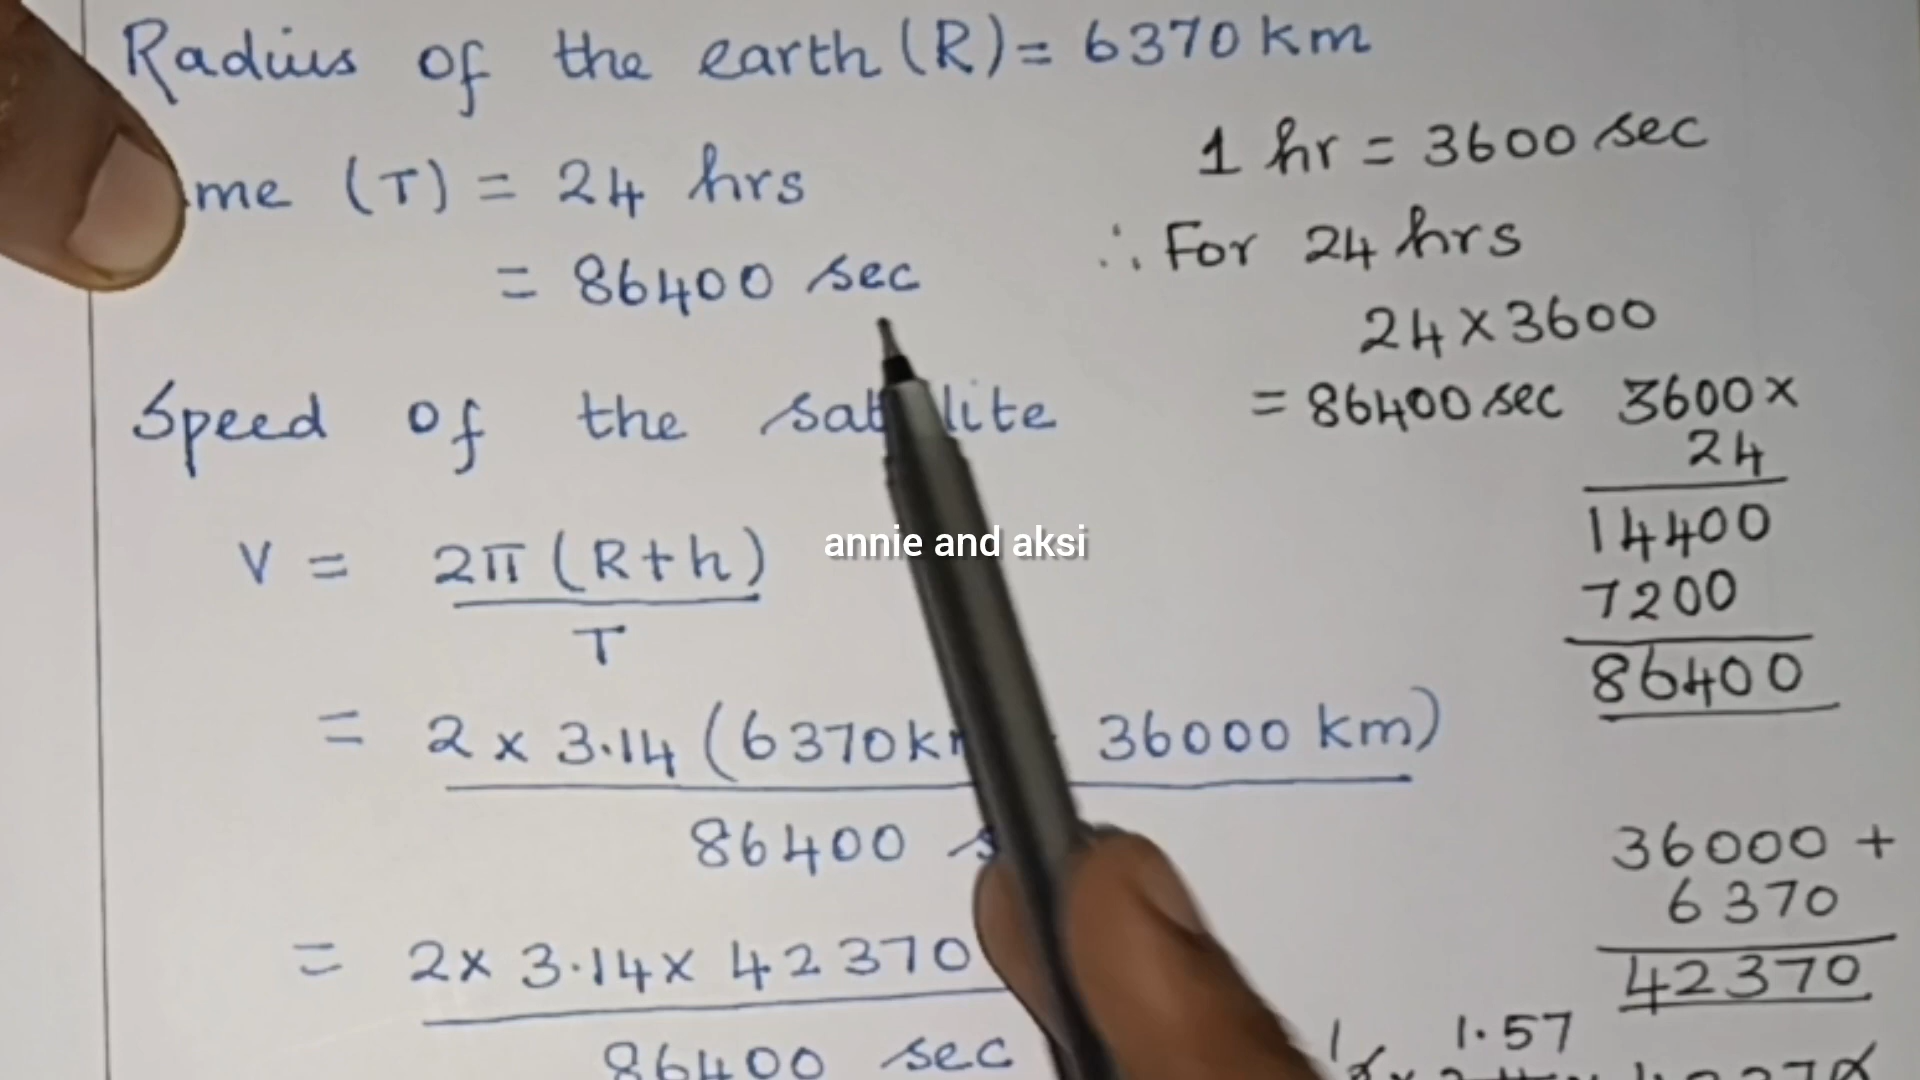 Radius of the earth (R) = 6370 km
me (T) = 24 hrs
= 86400 sec
Speed of the
V = 2π (R+h)
T
= 2 x 3.14 (6370 36000 km)
86400
= 2 x 3.14 x 42370
86400 sec
1 hr = 3600 sec
∴ For 24 hrs
24 x 3600
= 86400 sec
3600 x
24
14400
7200
86400
36000 +
6370
42370
1.57
annie and aksi